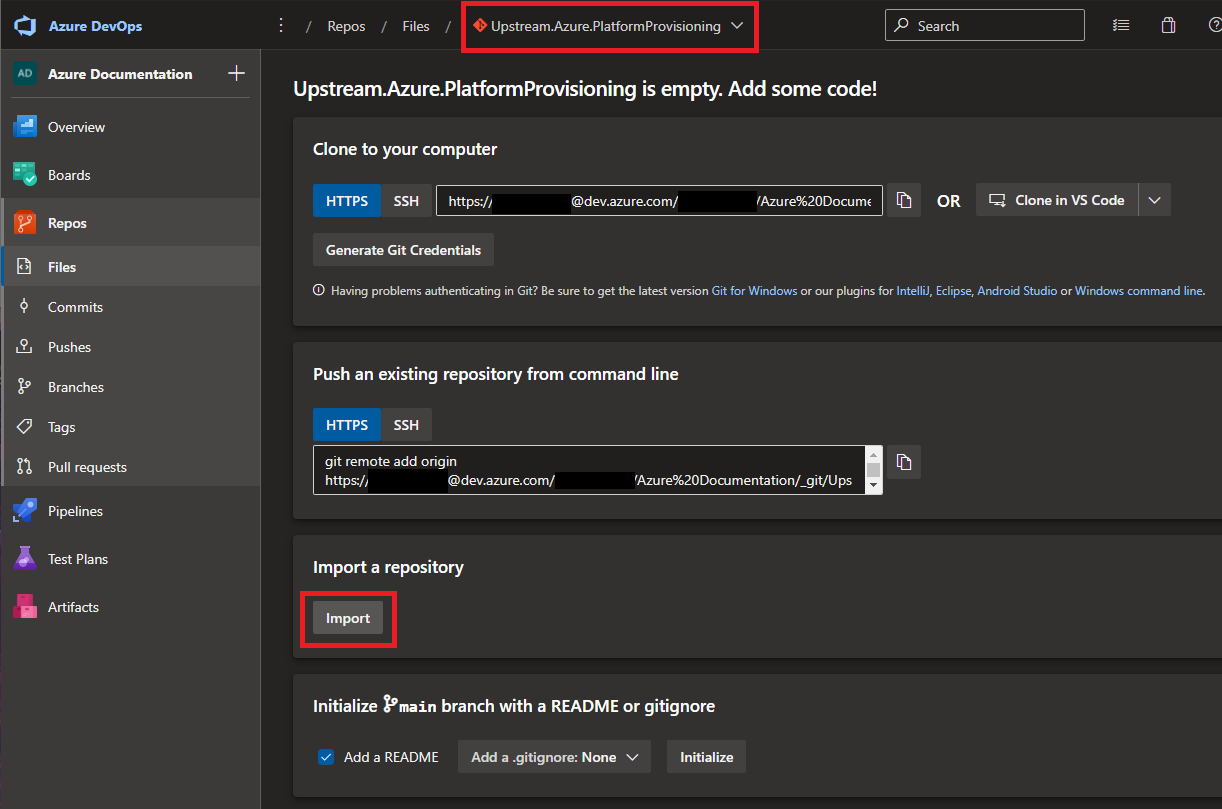 Azure DevOps / Repos / Files / Upstream.Azure.PlatformProvisioning Search
AD Azure Documentation
Overview
Boards
Repos
Files
Commits
Pushes
Branches
Tags
Pull requests
Pipelines
Test Plans
Artifacts
Upstream.Azure.PlatformProvisioning is empty. Add some code!
Clone to your computer
HTTPS SSH https:// @dev.azure.com/ /Azure%20Docume OR Clone in VS Code
Generate Git Credentials
Having problems authenticating in Git? Be sure to get the latest version Git for Windows or our plugins for IntelliJ, Eclipse, Android Studio or Windows command line.
Push an existing repository from command line
HTTPS SSH
git remote add origin
https:// @dev.azure.com/ /Azure%20Documentation/_git/Ups
Import a repository
Import
Initialize main branch with a README or gitignore
Add a README Add a .gitignore: None Initialize